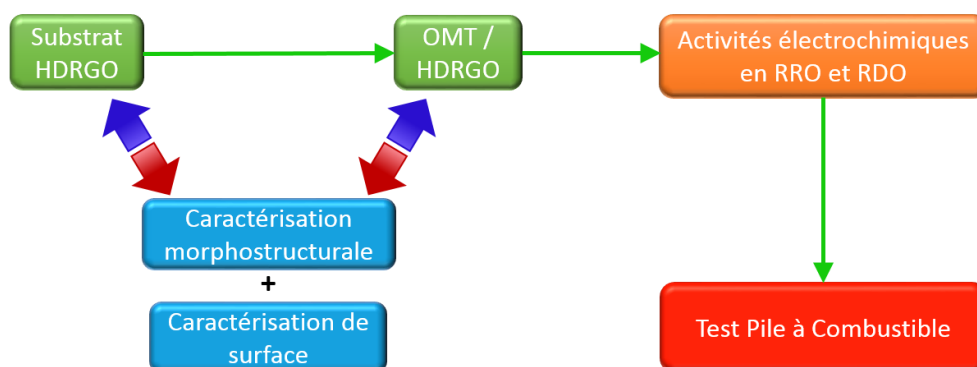 Substrat
HDRGO
OMT /
HDRGO
Activités électrochimiques
en RRO et RDO
Caractérisation
morphostructurale
+
Caractérisation de
surface
Test Pile à Combustible